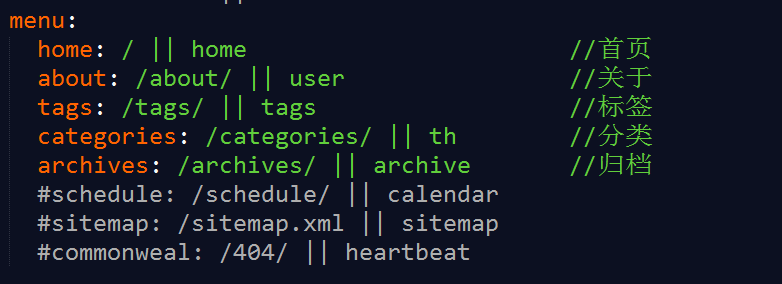 menu:
home: / || home //首页
about: /about/ || user //关于
tags: /tags/ || tags //标签
categories: /categories/ || th //分类
archives: /archives/ || archive //归档
#schedule: /schedule/ || calendar
#sitemap: /sitemap.xml || sitemap
#commonweal: /404/ || heartbeat